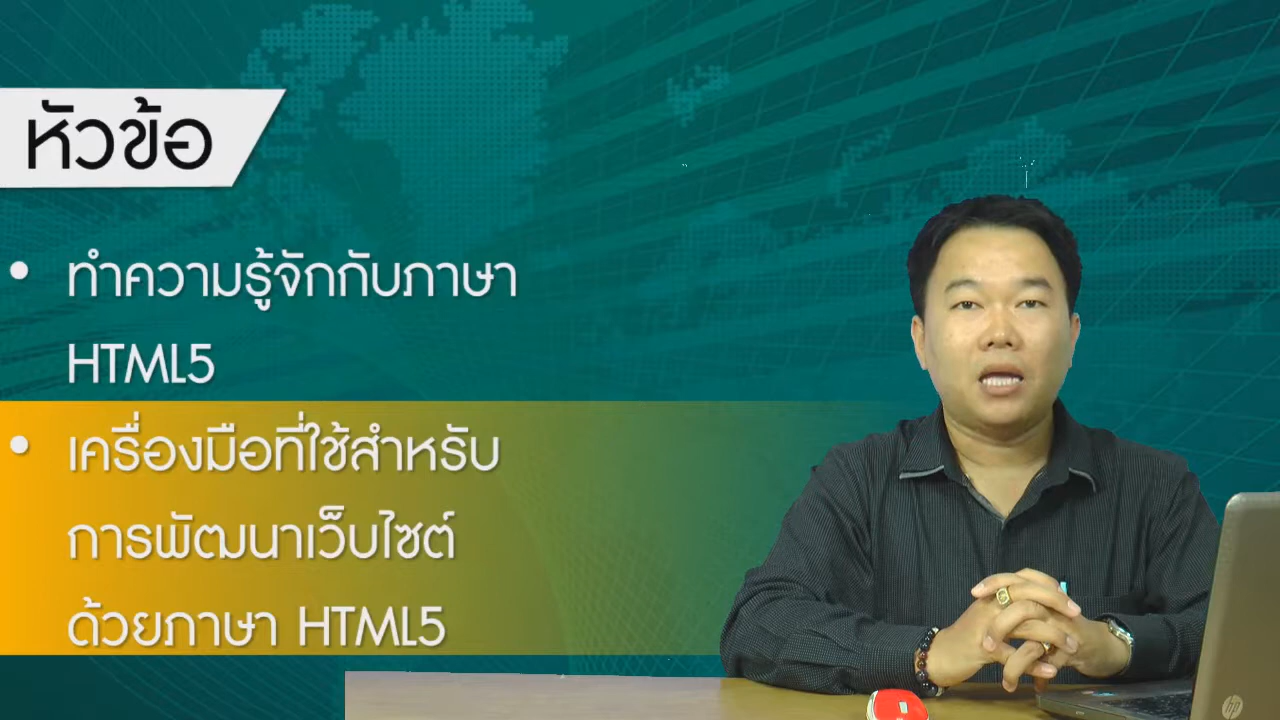 หัวข้อ
• ทำความรู้จักกับภาษา
HTML5
• เครื่องมือที่ใช้สำหรับ
การพัฒนาเว็บไซต์
ด้วยภาษา HTML5
hp